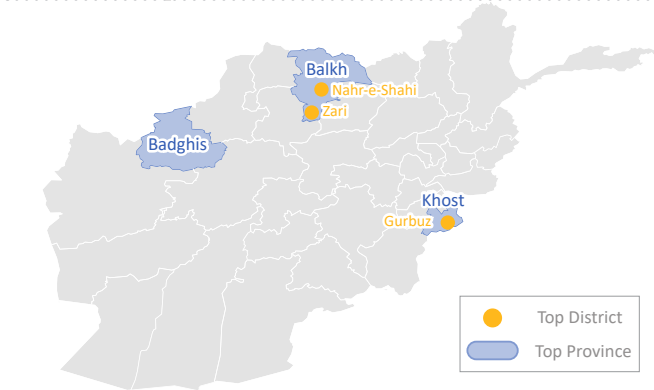 Balkh
Nahr-e-Shahi
Zari
Badghis
Khost
Gurbuz
Top District
Top Province